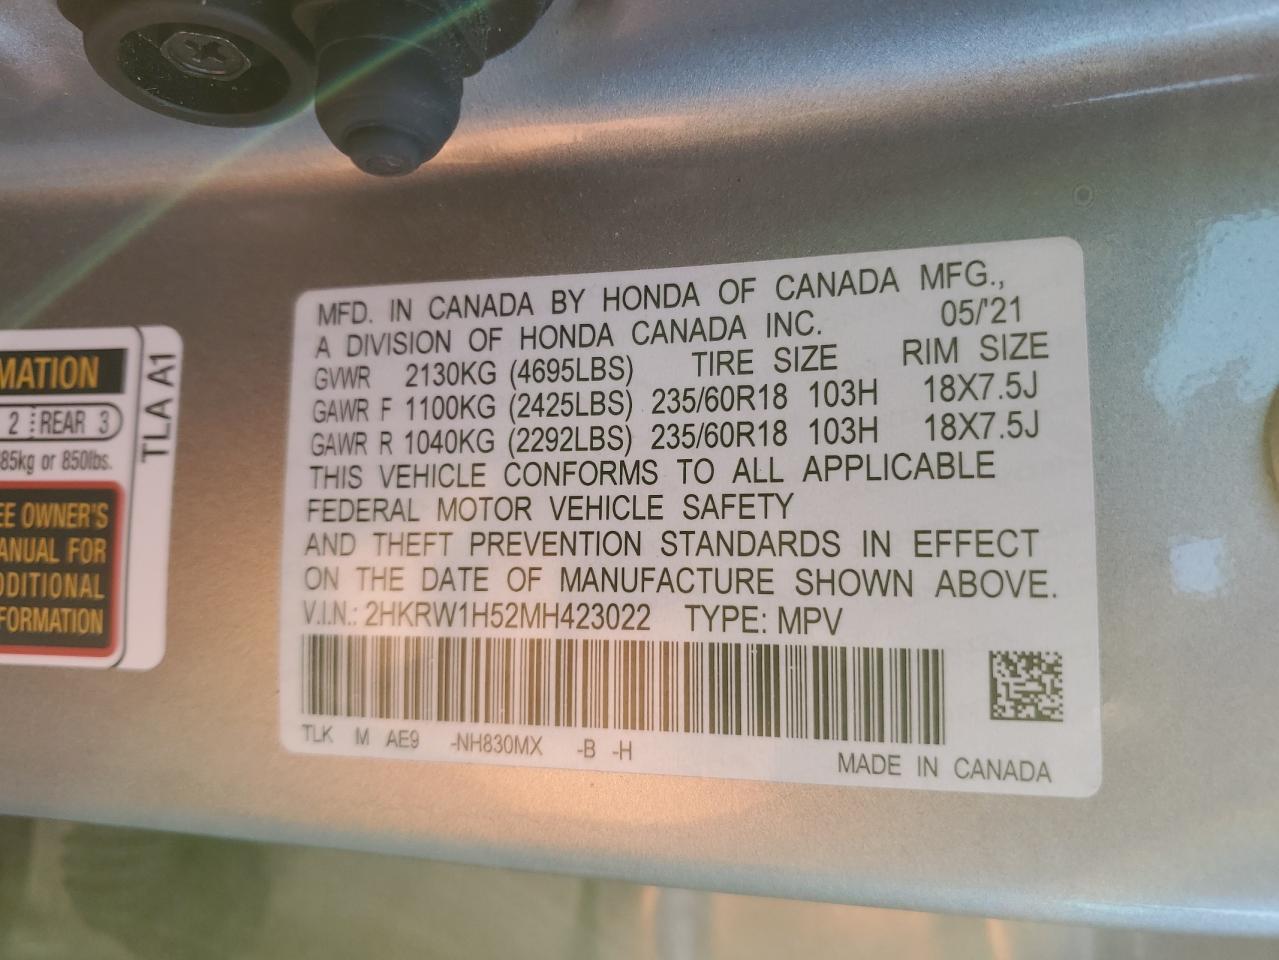 MATION
2 REAR 3
85kg or 850lbs.
EE OWNER'S
ANUAL FOR
DDITIONAL
FORMATION
TLA A1
MFD. IN CANADA BY HONDA OF CANADA MFG.,
A DIVISION OF HONDA CANADA INC. 05/'21
GVWR 2130KG (4695LBS) TIRE SIZE RIM SIZE
GAWR F 1100KG (2425LBS) 235/60R18 103H 18X7.5J
GAWR R 1040KG (2292LBS) 235/60R18 103H 18X7.5J
THIS VEHICLE CONFORMS TO ALL APPLICABLE
FEDERAL MOTOR VEHICLE SAFETY
AND THEFT PREVENTION STANDARDS IN EFFECT
ON THE DATE OF MANUFACTURE SHOWN ABOVE.
V.I.N.: 2HKRW1H52MH423022 TYPE: MPV
TLK M AE9 -NH830MX -B -H
MADE IN CANADA